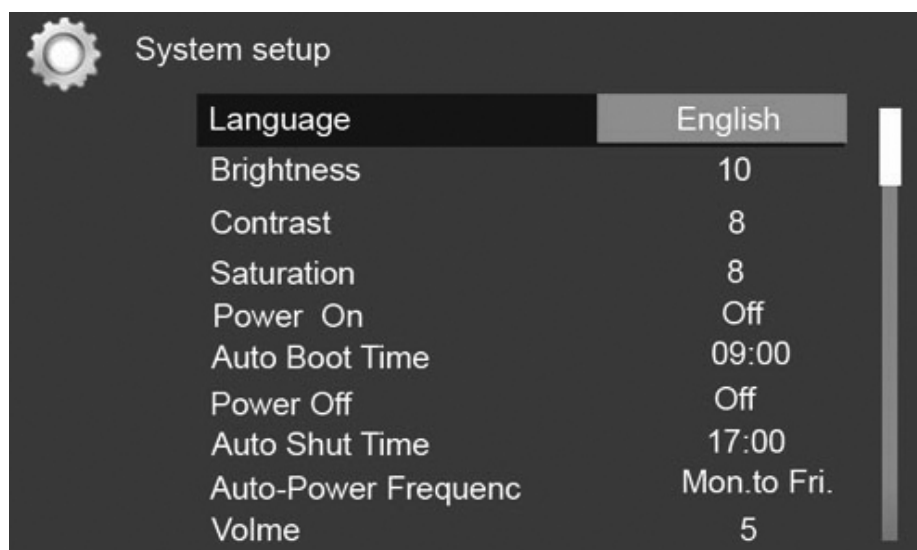 System setup
Language English
Brightness 10
Contrast 8
Saturation 8
Power On Off
Auto Boot Time 09:00
Power Off Off
Auto Shut Time 17:00
Auto-Power Frequenc Mon.to Fri.
Volme 5